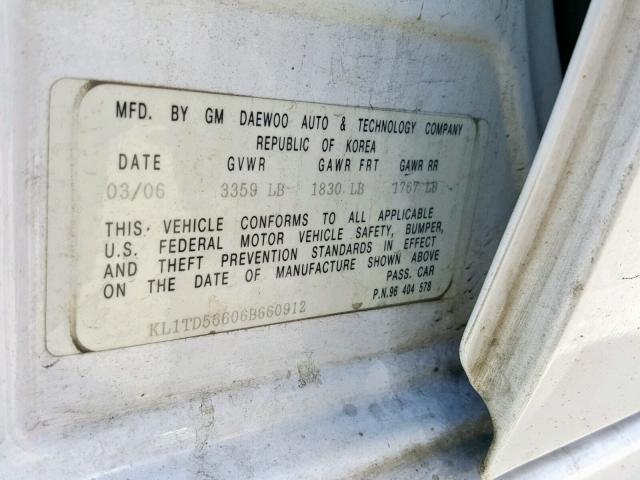 MFD. BY GM DAEWOO AUTO & TECHNOLOGY COMPANY
REPUBLIC OF KOREA
DATE GVWR GAWR FRT GAWR RR
03/06 3359 LB 1830 LB 1767 LB
THIS VEHICLE CONFORMS TO ALL APPLICABLE
U.S. FEDERAL MOTOR VEHICLE SAFETY, BUMPER,
AND THEFT PREVENTION STANDARDS IN EFFECT
ON THE DATE OF MANUFACTURE SHOWN ABOVE
PASS. CAR
P.N.96 404 578
KL1TD56606B660912